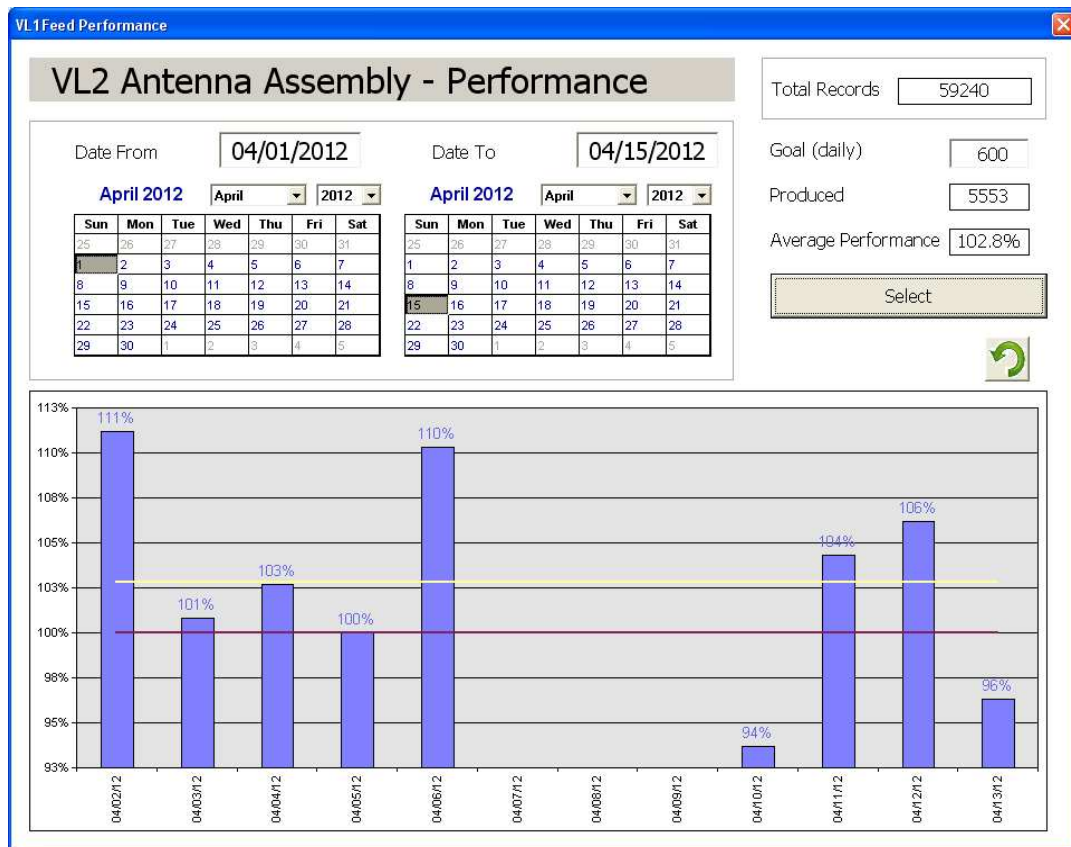 VL1Feed Performance
VL2 Antenna Assembly - Performance
Total Records 59240
Date From 04/01/2012 Date To 04/15/2012
Goal (daily) 600
April 2012 April 2012 April 2012 April 2012
Produced 5553
Sun Mon Tue Wed Thu Fri Sat Sun Mon Tue Wed Thu Fri Sat
25 26 27 28 29 30 31 25 26 27 28 29 30 31
Average Performance 102.8%
1 2 3 4 5 6 7 1 2 3 4 5 6 7
8 9 10 11 12 13 14 8 9 10 11 12 13 14
Select
15 16 17 18 19 20 21 15 16 17 18 19 20 21
22 23 24 25 26 27 28 22 23 24 25 26 27 28
29 30 1 2 3 4 5 29 30 1 2 3 4 5
113%
110%
108%
105%
103%
100%
98%
95%
93%
111%
101%
103%
100%
110%
94%
104%
106%
96%
04/02/12
04/03/12
04/04/12
04/05/12
04/06/12
04/07/12
04/08/12
04/09/12
04/10/12
04/11/12
04/12/12
04/13/12